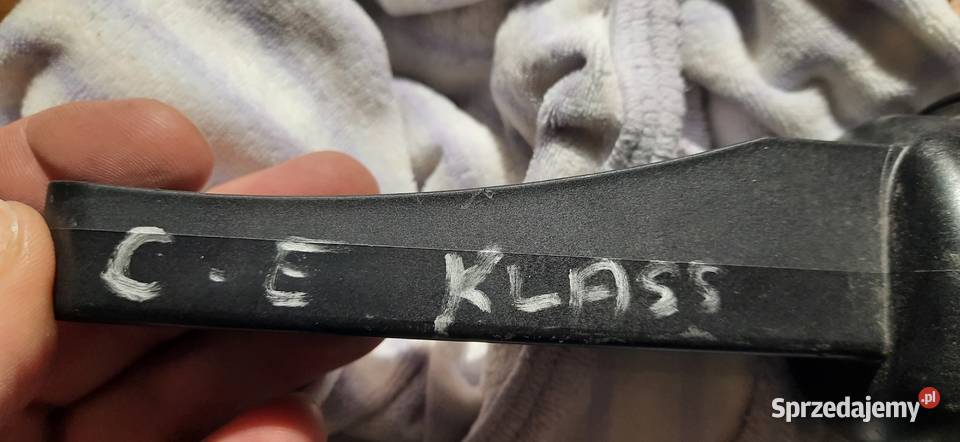 C - E KLASS
Sprzedajemy.pl